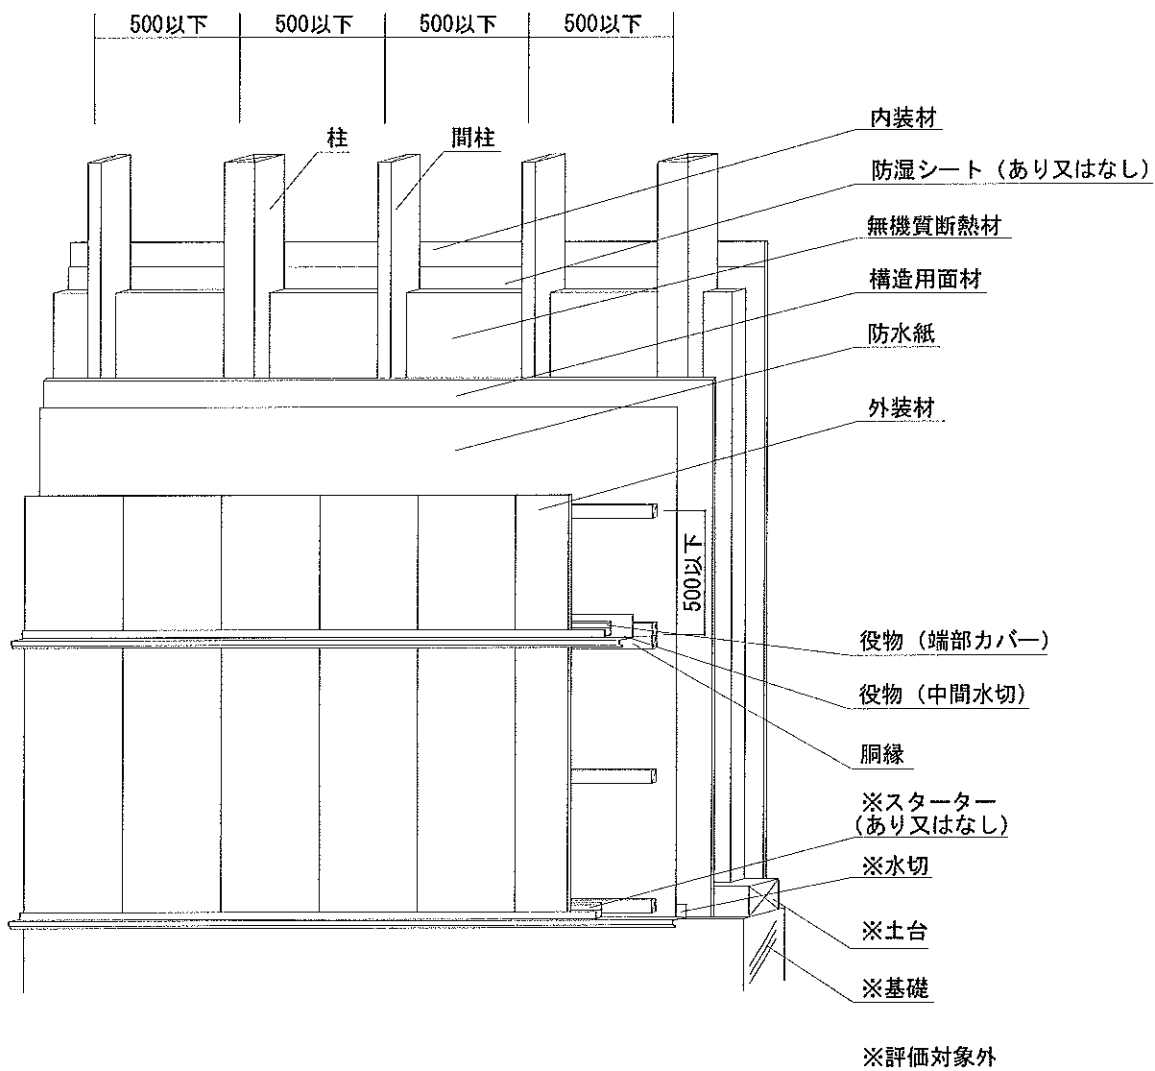 500以下
500以下
500以下
500以下
柱
間柱
内装材
防湿シート（あり又はなし）
無機質断熱材
構造用面材
防水紙
外装材
500以下
役物（端部カバー）
役物（中間水切）
胴縁
※スターター
（あり又はなし）
※水切
※土台
※基礎
※評価対象外